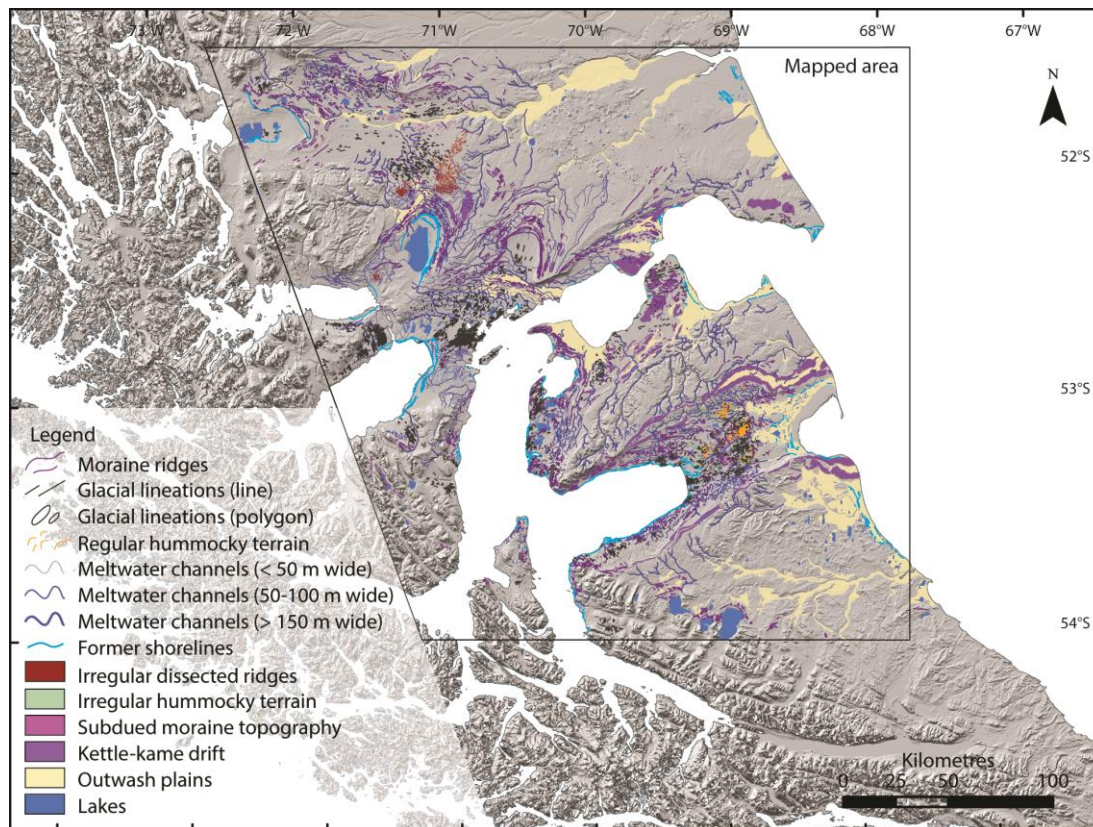 73°W 72°W 71°W 70°W 69°W 68°W 67°W
Mapped area
N
52°S
53°S
54°S
Legend
Moraine ridges
Glacial lineations (line)
Glacial lineations (polygon)
Regular hummocky terrain
Meltwater channels (< 50 m wide)
Meltwater channels (50-100 m wide)
Meltwater channels (> 150 m wide)
Former shorelines
Irregular dissected ridges
Irregular hummocky terrain
Subdued moraine topography
Kettle-kame drift
Outwash plains
Lakes
Kilometres
0 25 50 100